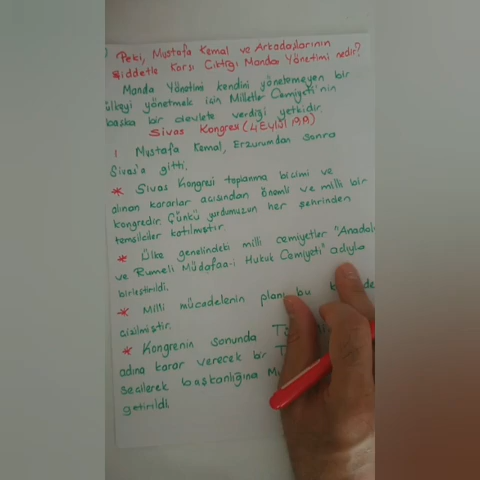 Peki, Mustafa Kemal ve Arkadaşlarının
Şiddetle Karşı Çıktığı Manda Yönetimi nedir?
Manda Yönetimi kendini yönetemeyen bir
ülkeyi yönetmek için Milletler Cemiyeti'nin
başka bir devlete verdiği yetkidir.
Sivas Kongresi (4 Eylül 1919)
! Mustafa Kemal, Erzurumdan sonra
Sivas'a gitti.
* Sivas Kongresi toplanma biçimi ve
alınan kararlar açısından önemli ve milli bir
kongredir. Çünkü yurdumuzun her şehrinden
temsilciler katılmıştır.
* Ülke genelindeki milli cemiyetler "Anadolu
ve Rumeli Müdafaa-i Hukuk Cemiyeti" adıyla
birleştirildi.
* Milli mücadelenin planı bu
çizilmiştir.
* Kongrenin sonunda
adına karar verecek bir
seçilerek başkanlığına
getirildi.